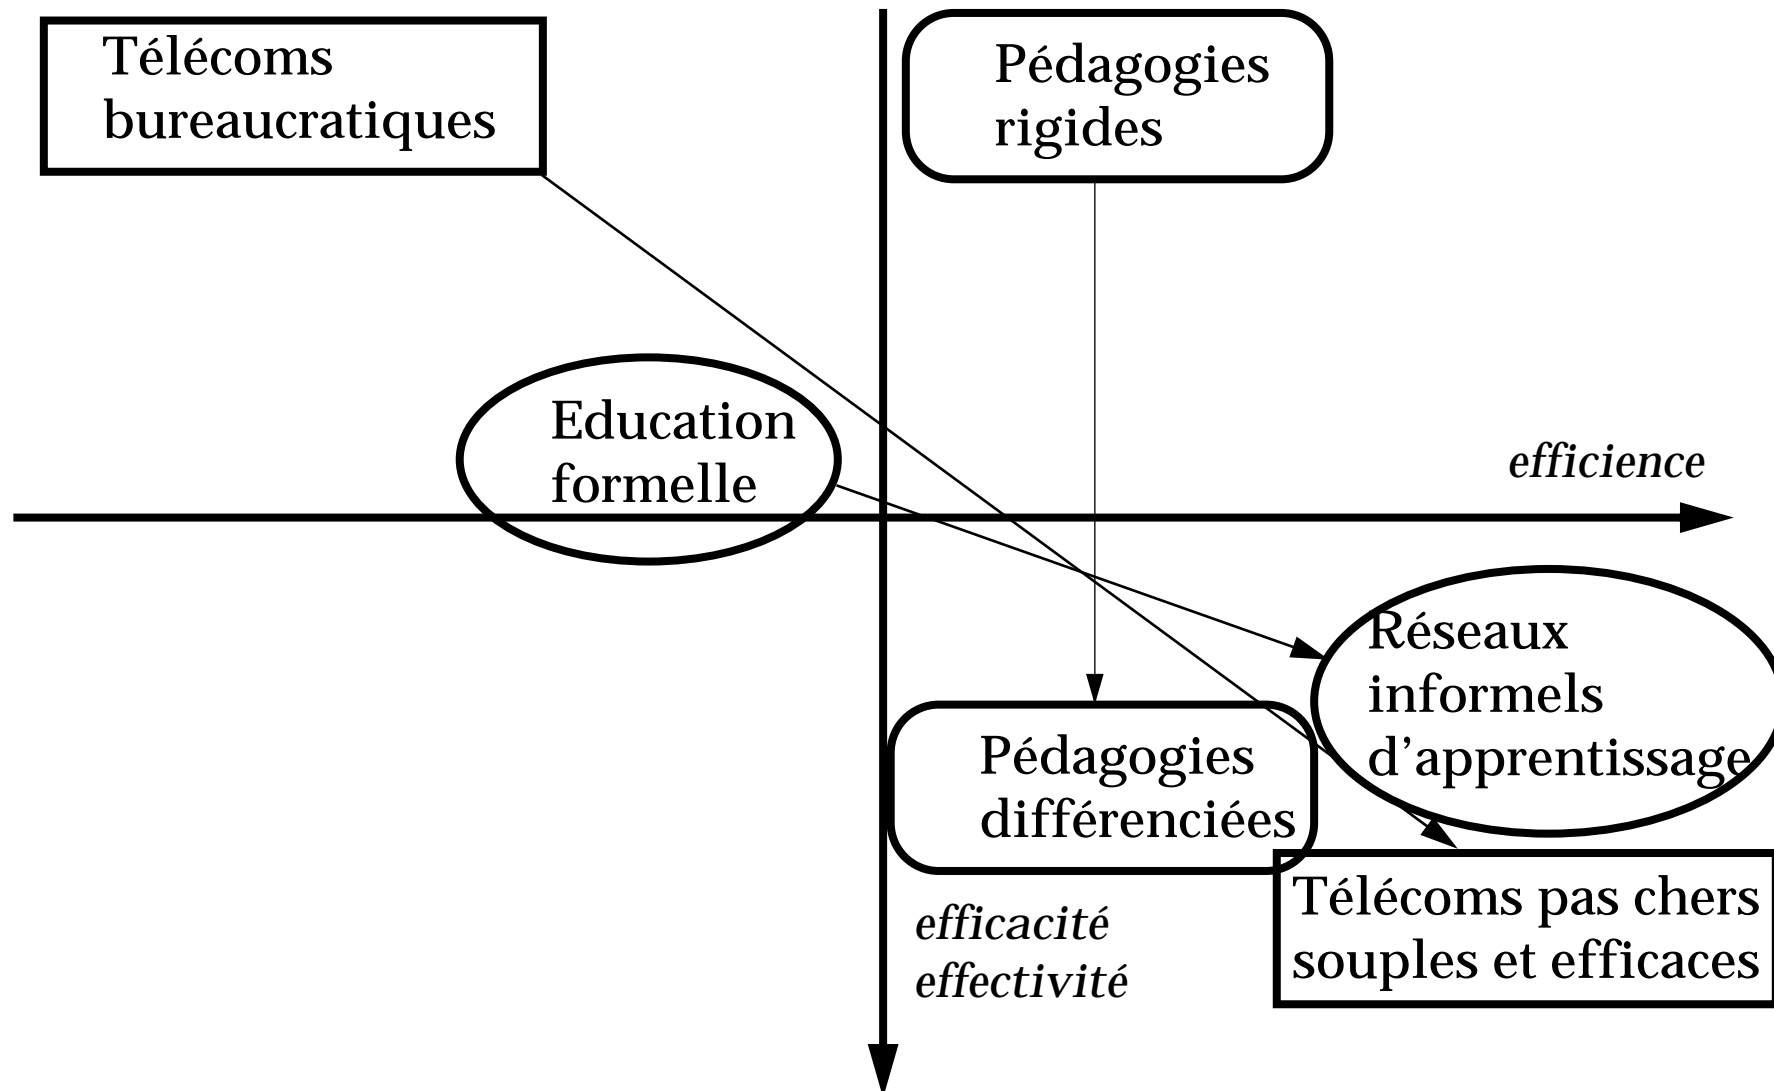 Télécoms
bureaucratiques
Pédagogies
rigides
Education
formelle
efficience
Réseaux
informels
d’apprentissage
Pédagogies
différenciées
efficacité
effectivité
Télécoms pas chers
souples et efficaces